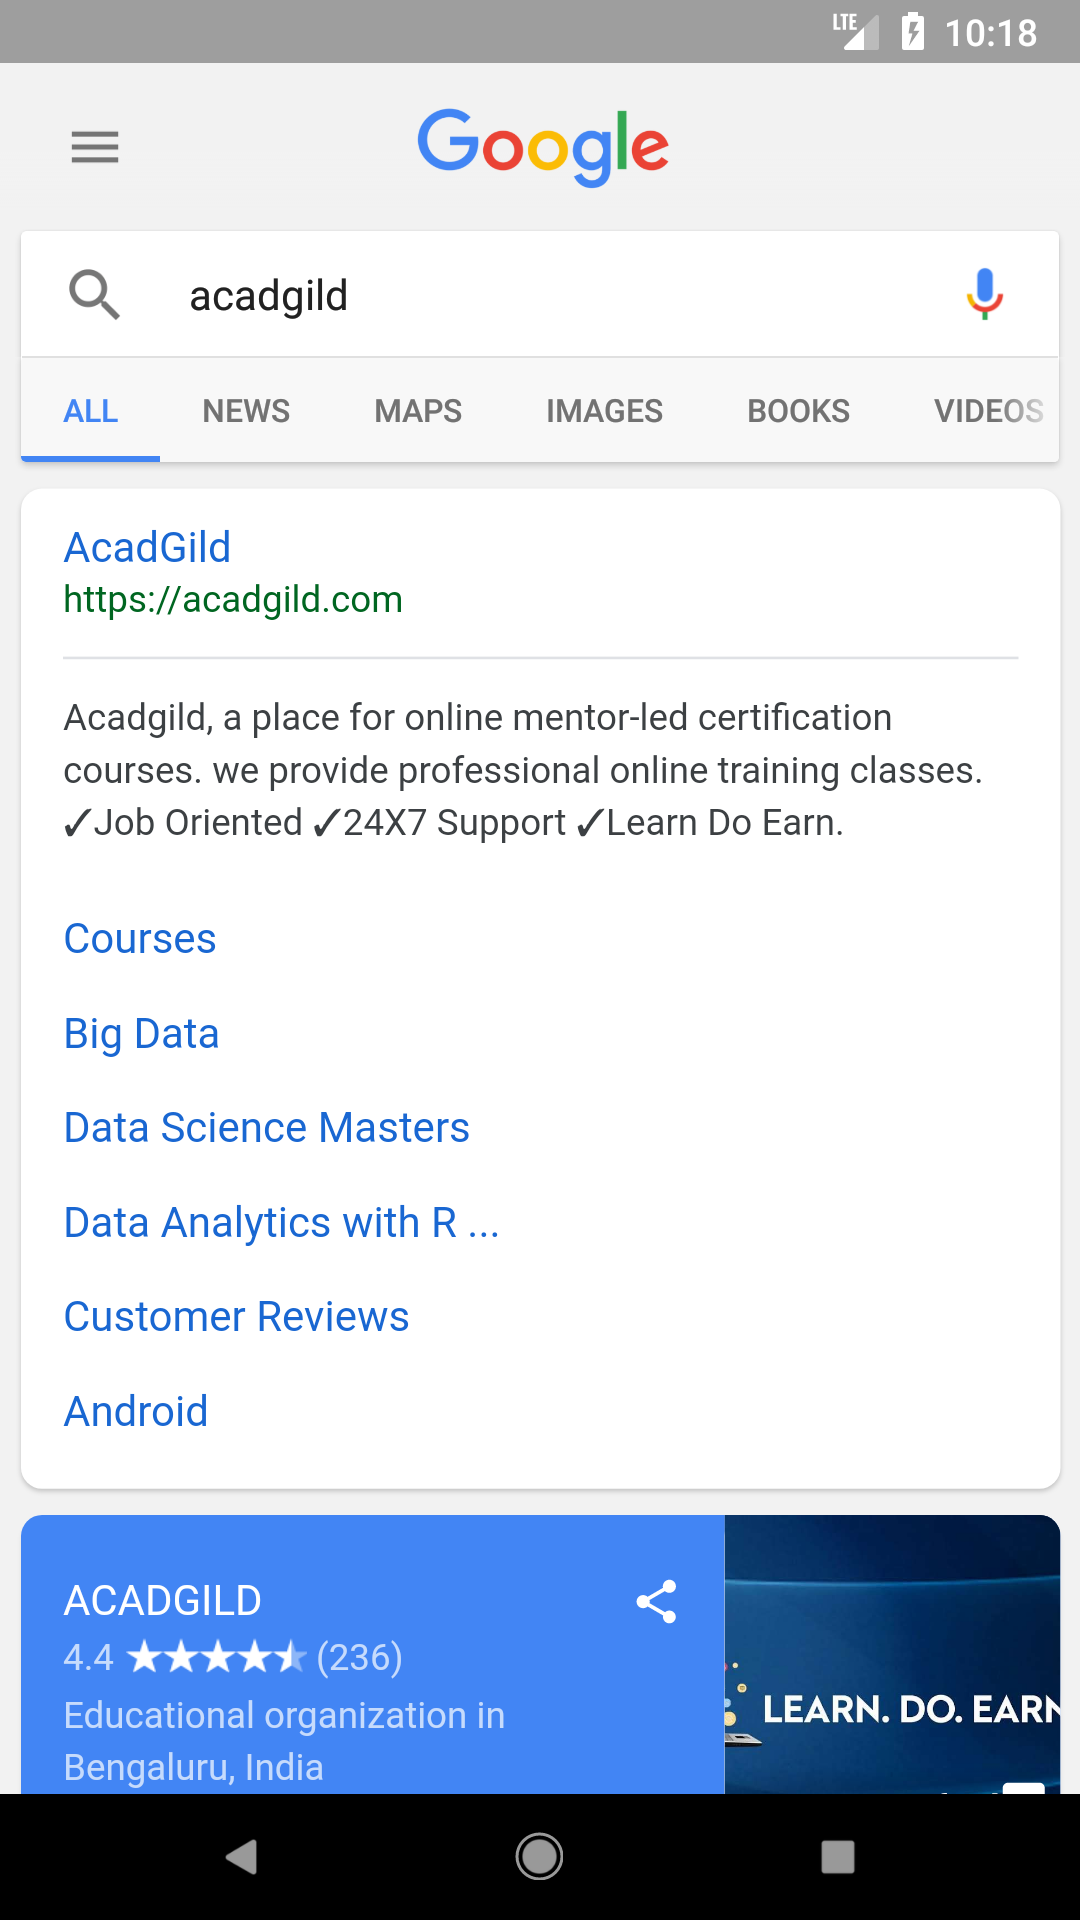 LTE 10:18
Google
acadgild
ALL NEWS MAPS IMAGES BOOKS VIDEOS
AcadGild
https://acadgild.com
Acadgild, a place for online mentor-led certification
courses. we provide professional online training classes.
✓Job Oriented ✓24X7 Support ✓Learn Do Earn.
Courses
Big Data
Data Science Masters
Data Analytics with R ...
Customer Reviews
Android
ACADGILD
4.4 (236)
Educational organization in
Bengaluru, India
LEARN. DO. EARN